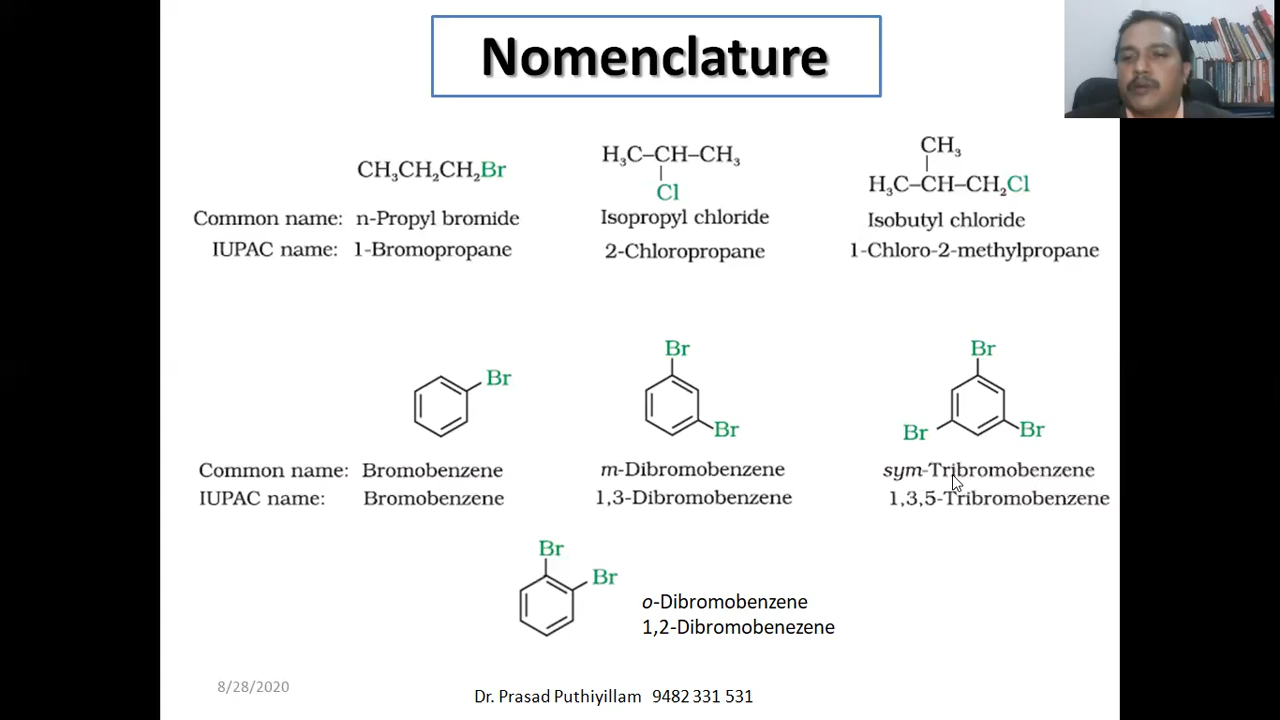 Nomenclature
CH₃CH₂CH₂Br
H₃C–CH–CH₃
Cl
CH₃
H₃C–CH–CH₂Cl
Common name: n-Propyl bromide Isopropyl chloride Isobutyl chloride
IUPAC name: 1-Bromopropane 2-Chloropropane 1-Chloro-2-methylpropane
Br
Br
Br
Br
Br Br
Common name: Bromobenzene m-Dibromobenzene sym-Tribromobenzene
IUPAC name: Bromobenzene 1,3-Dibromobenzene 1,3,5-Tribromobenzene
Br
Br
o-Dibromobenzene
1,2-Dibromobenezene
8/28/2020
Dr. Prasad Puthiyillam 9482 331 531